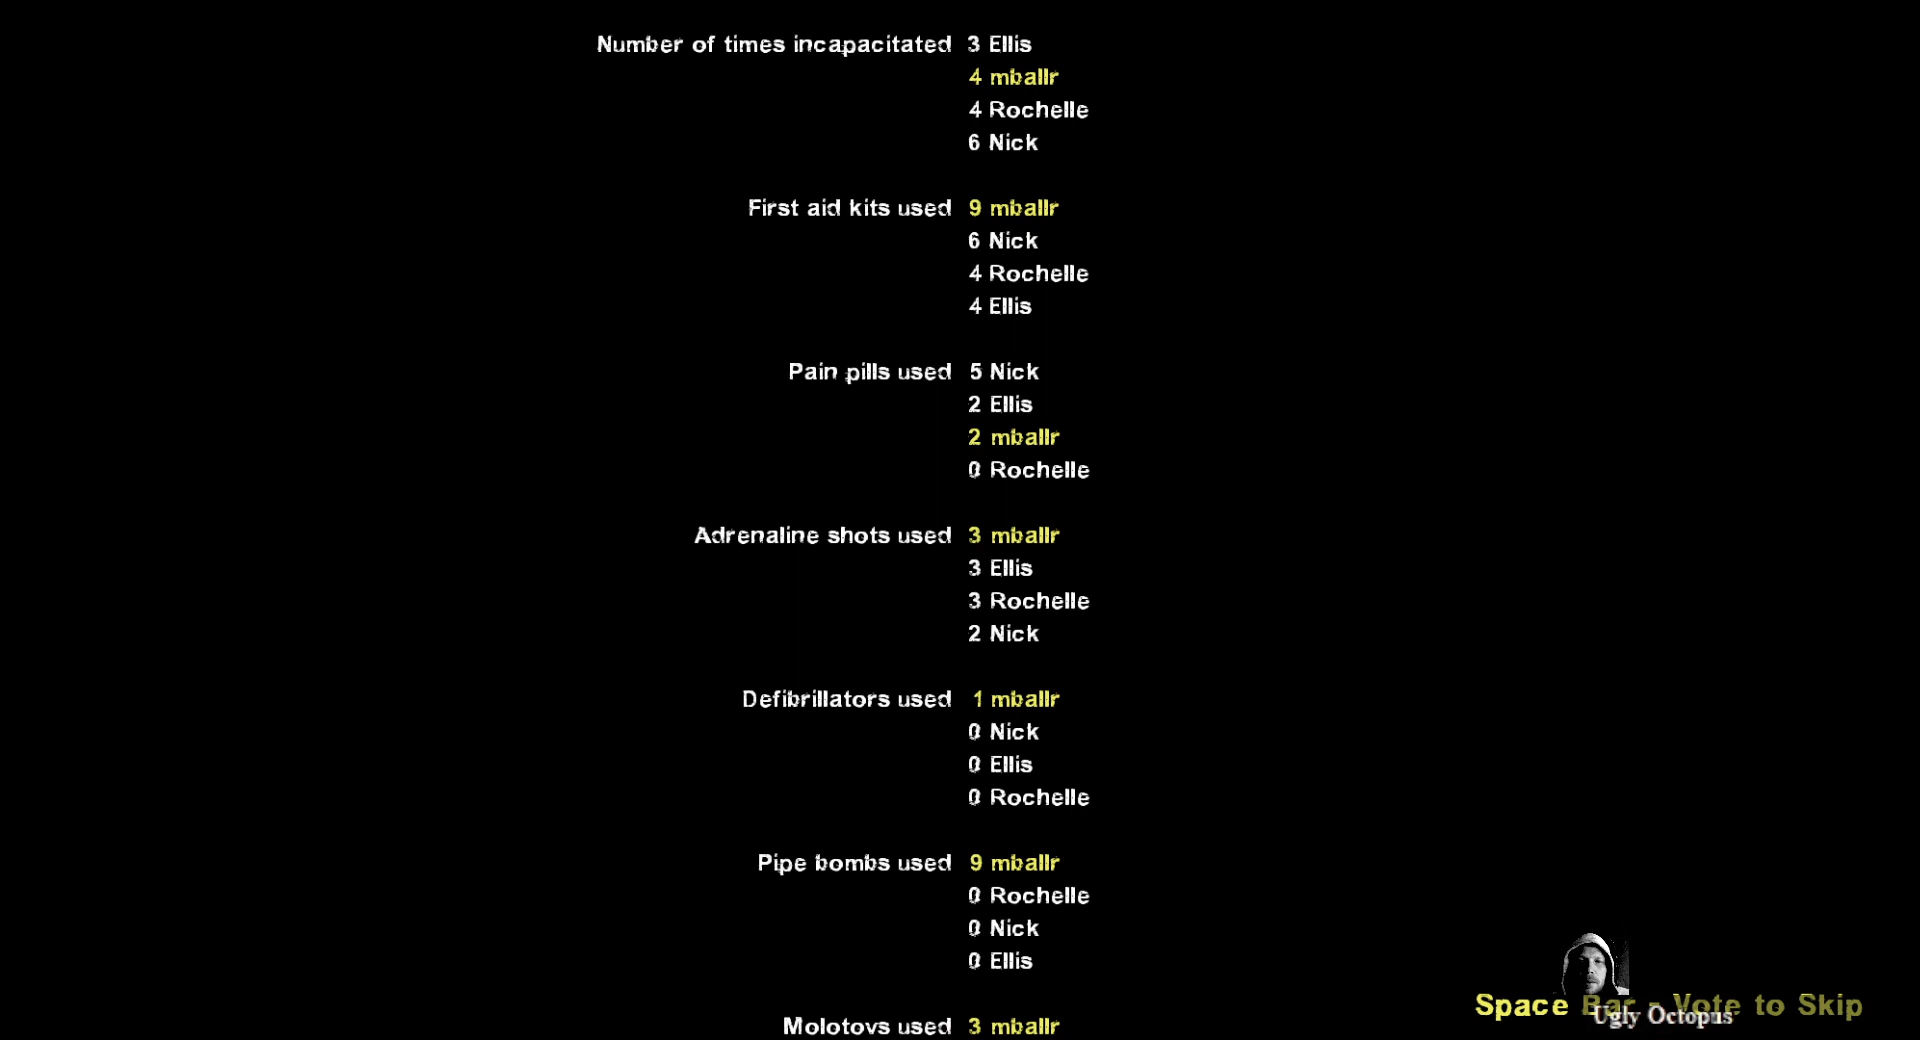 Number of times incapacitated 3 Ellis
4 mballr
4 Rochelle
6 Nick
First aid kits used 9 mballr
6 Nick
4 Rochelle
4 Ellis
Pain pills used 5 Nick
2 Ellis
2 mballr
0 Rochelle
Adrenaline shots used 3 mballr
3 Ellis
3 Rochelle
2 Nick
Defibrillators used 1 mballr
0 Nick
0 Ellis
0 Rochelle
Pipe bombs used 9 mballr
0 Rochelle
0 Nick
0 Ellis
Molotovs used 3 mballr
Space Bar - Vote to Skip
Ugly Octopus